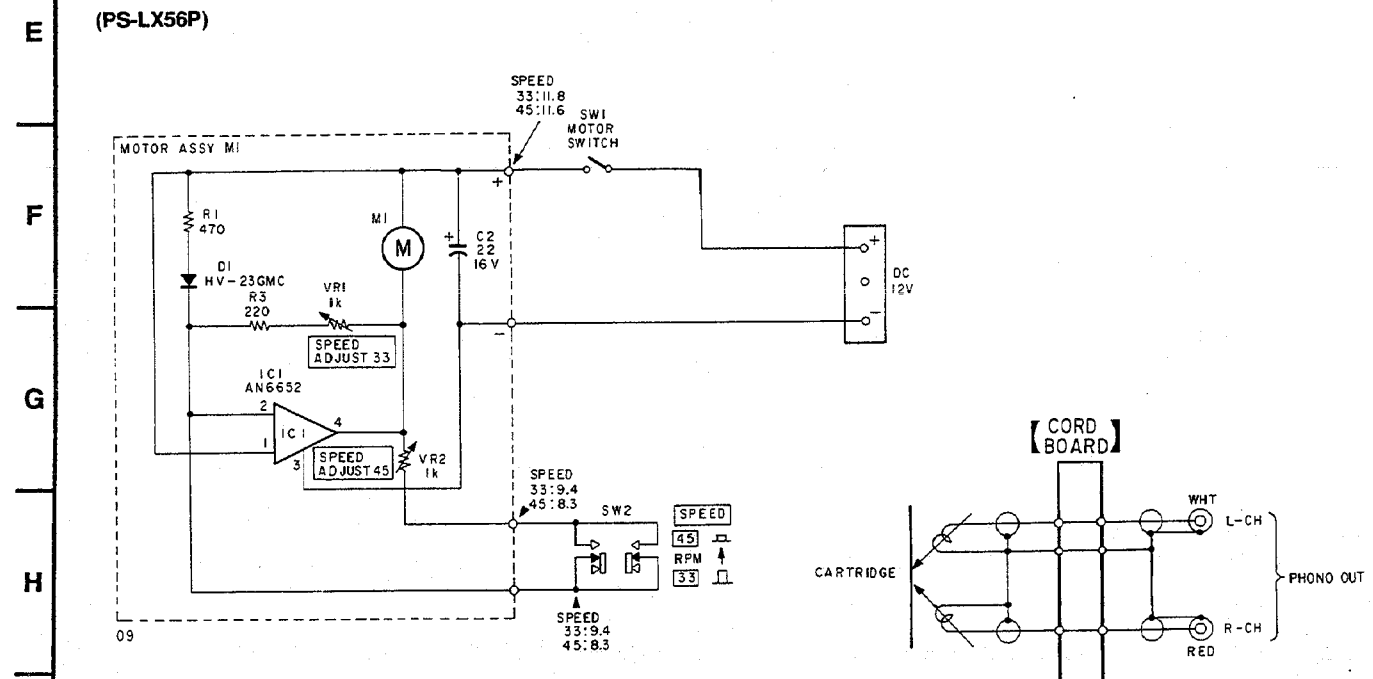 E
(PS-LX56P)
SPEED
33:11.8
45:11.6
SW1
MOTOR
SWITCH
MOTOR ASSY M1
+
F
R1
470
M1
M
+
C2
22
16V
D1
HV-23GMC
R3
220
VR1
1k
+
DC
12V
−
−
SPEED
ADJUST 33
G
IC1
AN6652
2
1
IC1
4
3
SPEED
ADJUST 45
VR2
1k
【CORD
BOARD】
SPEED
33:9.4
45:8.3
SW2
SPEED
45
RPM
33
H
SPEED
33:9.4
45:8.3
09
WHT
L-CH
CARTRIDGE
PHONO OUT
R-CH
RED